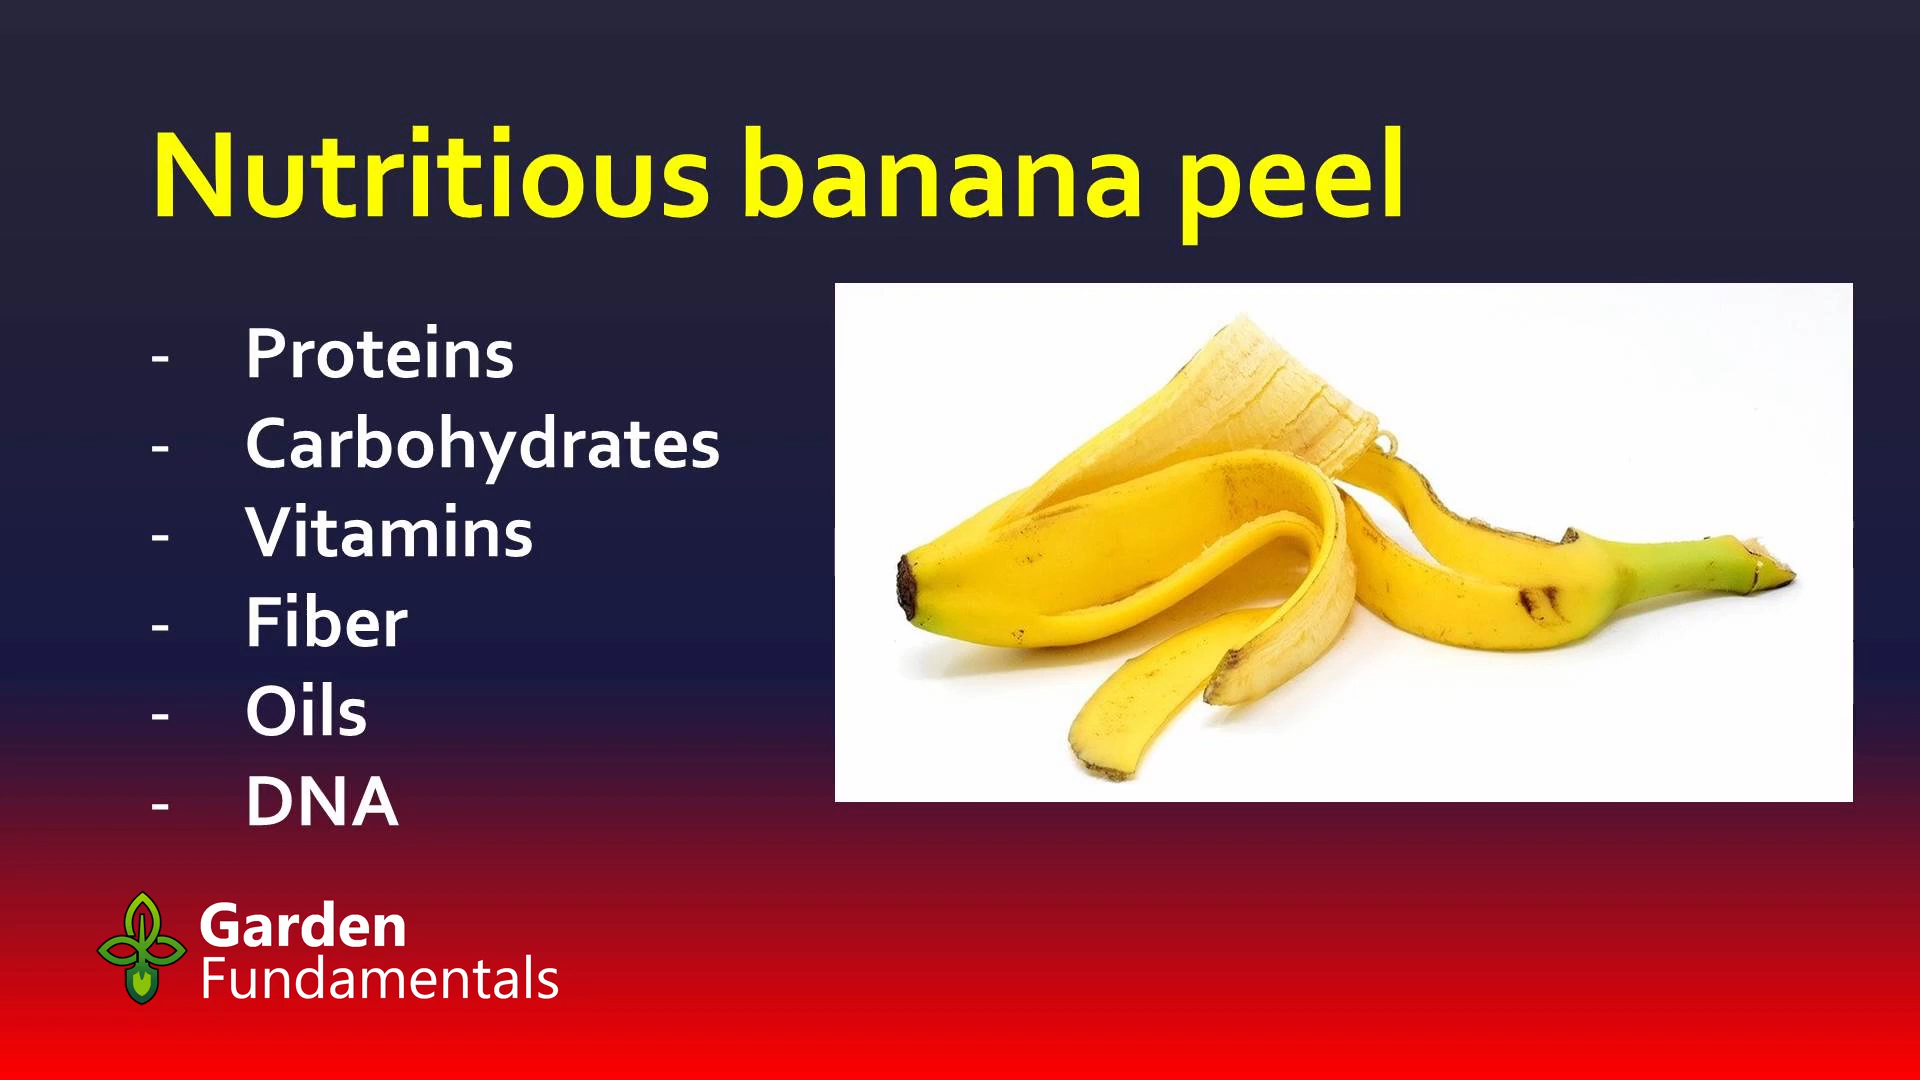 Nutritious banana peel
- Proteins
- Carbohydrates
- Vitamins
- Fiber
- Oils
- DNA
Garden
Fundamentals